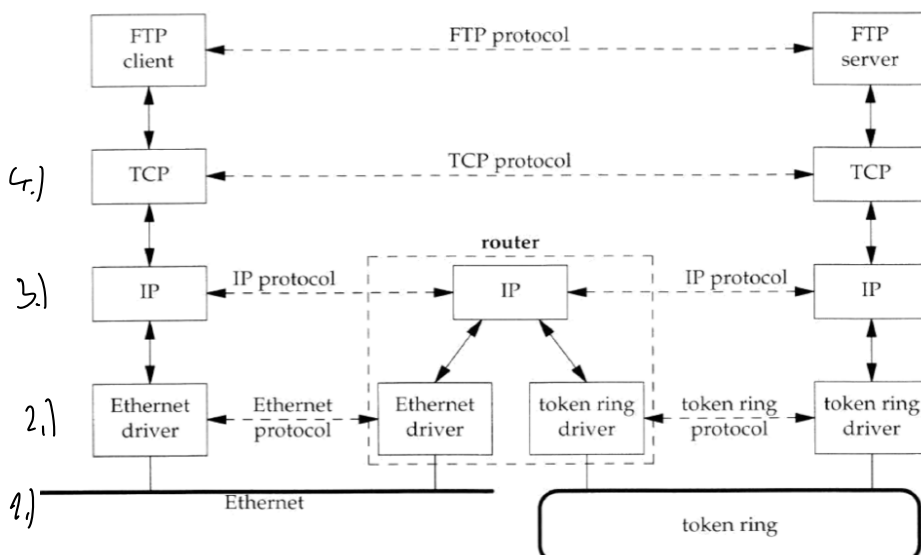 FTP
client
FTP protocol
FTP
server
4.)
TCP
TCP protocol
TCP
router
3.)
IP
IP protocol
IP
IP protocol
IP
2.)
Ethernet
driver
Ethernet
protocol
Ethernet
driver
token ring
driver
token ring
protocol
token ring
driver
1.)
Ethernet
token ring